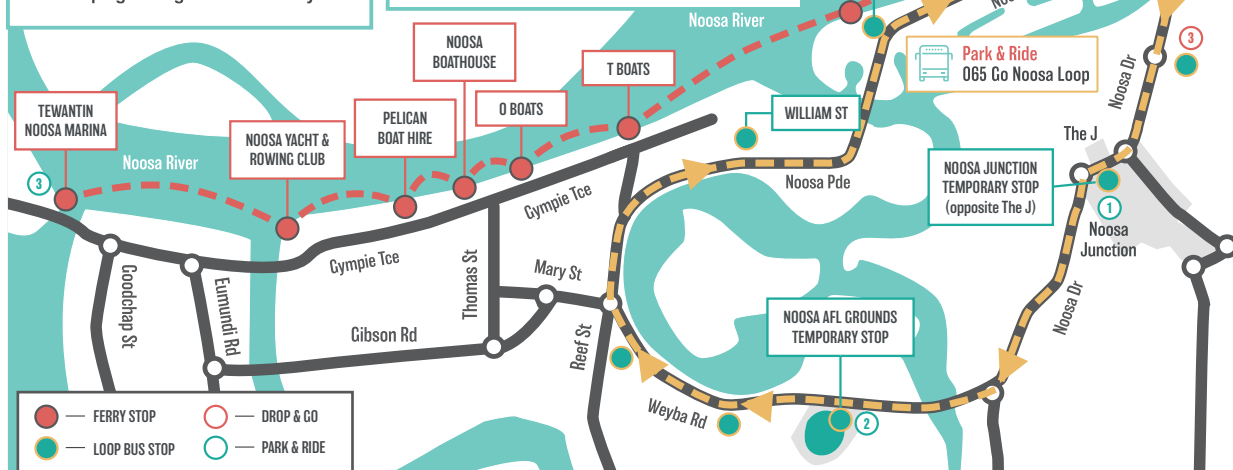 Noosa River
Park & Ride
065 Go Noosa Loop
3
Noosa Dr
NOOSA
BOATHOUSE
T BOATS
TEWANTIN
NOOSA MARINA
O BOATS
PELICAN
BOAT HIRE
NOOSA YACHT &
ROWING CLUB
WILLIAM ST
The J
Noosa River
3
Noosa Pde
NOOSA JUNCTION
TEMPORARY STOP
(opposite The J)
1
Noosa
Junction
Cympie Tce
Cympie Tce
Goodchap St
Eumundi Rd
Thomas St
Mary St
Gibson Rd
Reef St
Noosa Dr
NOOSA AFL GROUNDS
TEMPORARY STOP
Weyba Rd
2
FERRY STOP
DROP & GO
LOOP BUS STOP
PARK & RIDE